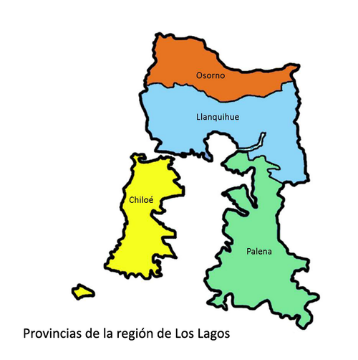 Osorno
Llanquihue
Chiloé
Palena
Provincias de la región de Los Lagos